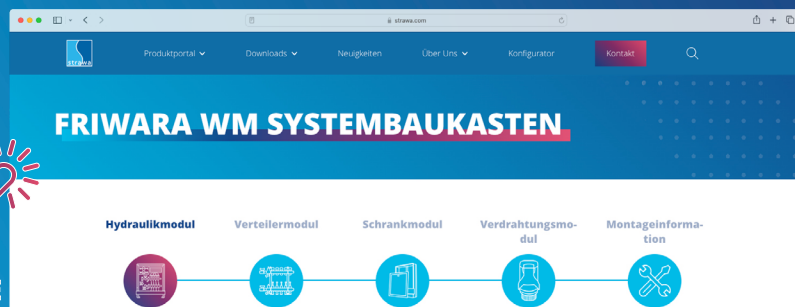 strawa.com
strawa
Produktportal
Downloads
Neuigkeiten
Über Uns
Konfigurator
Kontakt
FRIWARA WM SYSTEMBAUKASTEN
Hydraulikmodul
Verteilermodul
Schrankmodul
Verdrahtungsmo-
dul
Montageinforma-
tion